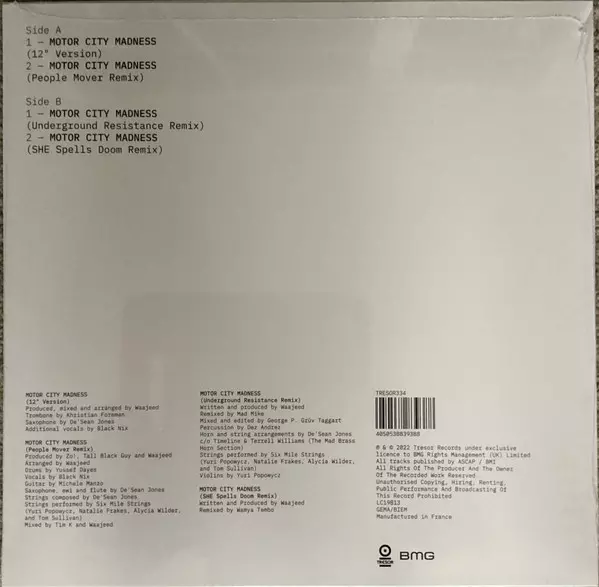 Side A
1 – MOTOR CITY MADNESS
(12" Version)
2 – MOTOR CITY MADNESS
(People Mover Remix)
Side B
1 – MOTOR CITY MADNESS
(Underground Resistance Remix)
2 – MOTOR CITY MADNESS
(SHE Spells Doom Remix)
MOTOR CITY MADNESS
(12" Version)
Produced, mixed and arranged by Waajeed
Trombone by Khristian Foreman
Saxophone by De'Sean Jones
Additional vocals by Black Nix
MOTOR CITY MADNESS
(People Mover Remix)
Produced by Zo!, Tall Black Guy and Waajeed
Arranged by Waajeed
Drums by Yussef Dayes
Vocals by Black Nix
Guitar by Michele Manzo
Saxophone, ewi and flute by De'Sean Jones
Strings composed by De'Sean Jones
Strings performed by Six Mile Strings
(Yuri Popowycz, Natalie Frakes, Alycia Wilder,
and Tom Sullivan)
Mixed by Tim K and Waajeed
MOTOR CITY MADNESS
(Underground Resistance Remix)
Written and produced by Waajeed
Remixed by Mad Mike
Mixed and edited by George P. Gzüv Taggart
Percussion by Dez Andres
Horn and string arrangements by De'Sean Jones
c/o Timeline & Terrell Williams (The Mad Brass
Horn Section)
Strings performed by Six Mile Strings
(Yuri Popowycz, Natalie Frakes, Alycia Wilder,
and Tom Sullivan)
Violins by Yuri Popowycz
MOTOR CITY MADNESS
(SHE Spells Doom Remix)
Written and Produced by Waajeed
Remixed by Wamya Tembo
TRESOR334
4050538839388
℗ © 2022 Tresor Records under exclusive
licence to BMG Rights Management (UK) Limited
All tracks published by ASCAP / BMI
All Rights Of The Producer And The Owner
Of The Recorded Work Reserved.
Unauthorised Copying, Hiring, Renting,
Public Performance And Broadcasting Of
This Record Prohibited
LC19813
GEMA/BIEM
Manufactured in France
TRESOR
BMG